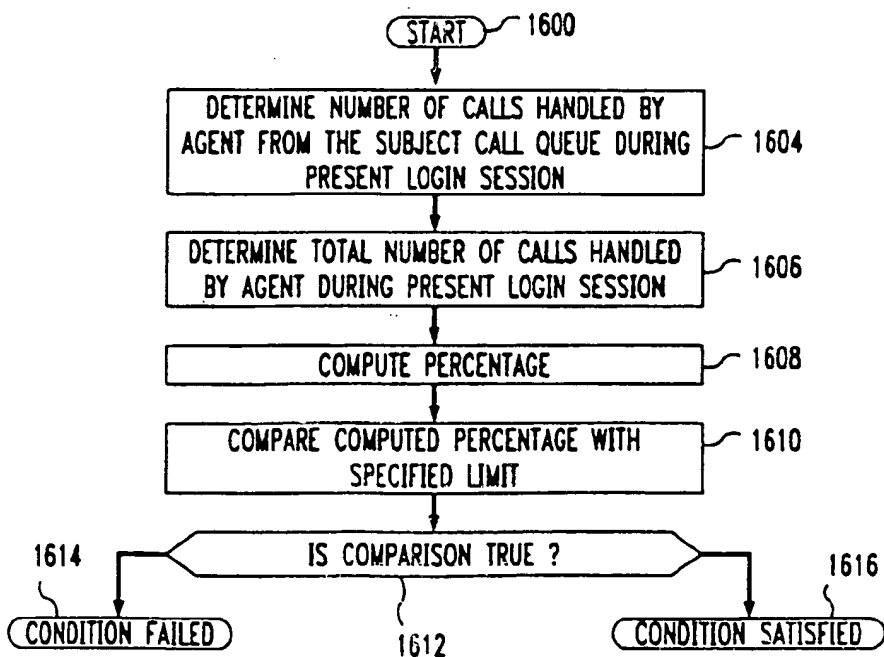 START
1600
DETERMINE NUMBER OF CALLS HANDLED BY
AGENT FROM THE SUBJECT CALL QUEUE DURING
PRESENT LOGIN SESSION
1604
DETERMINE TOTAL NUMBER OF CALLS HANDLED
BY AGENT DURING PRESENT LOGIN SESSION
1606
COMPUTE PERCENTAGE
1608
COMPARE COMPUTED PERCENTAGE WITH
SPECIFIED LIMIT
1610
IS COMPARISON TRUE ?
1612
1614
CONDITION FAILED
1616
CONDITION SATISFIED